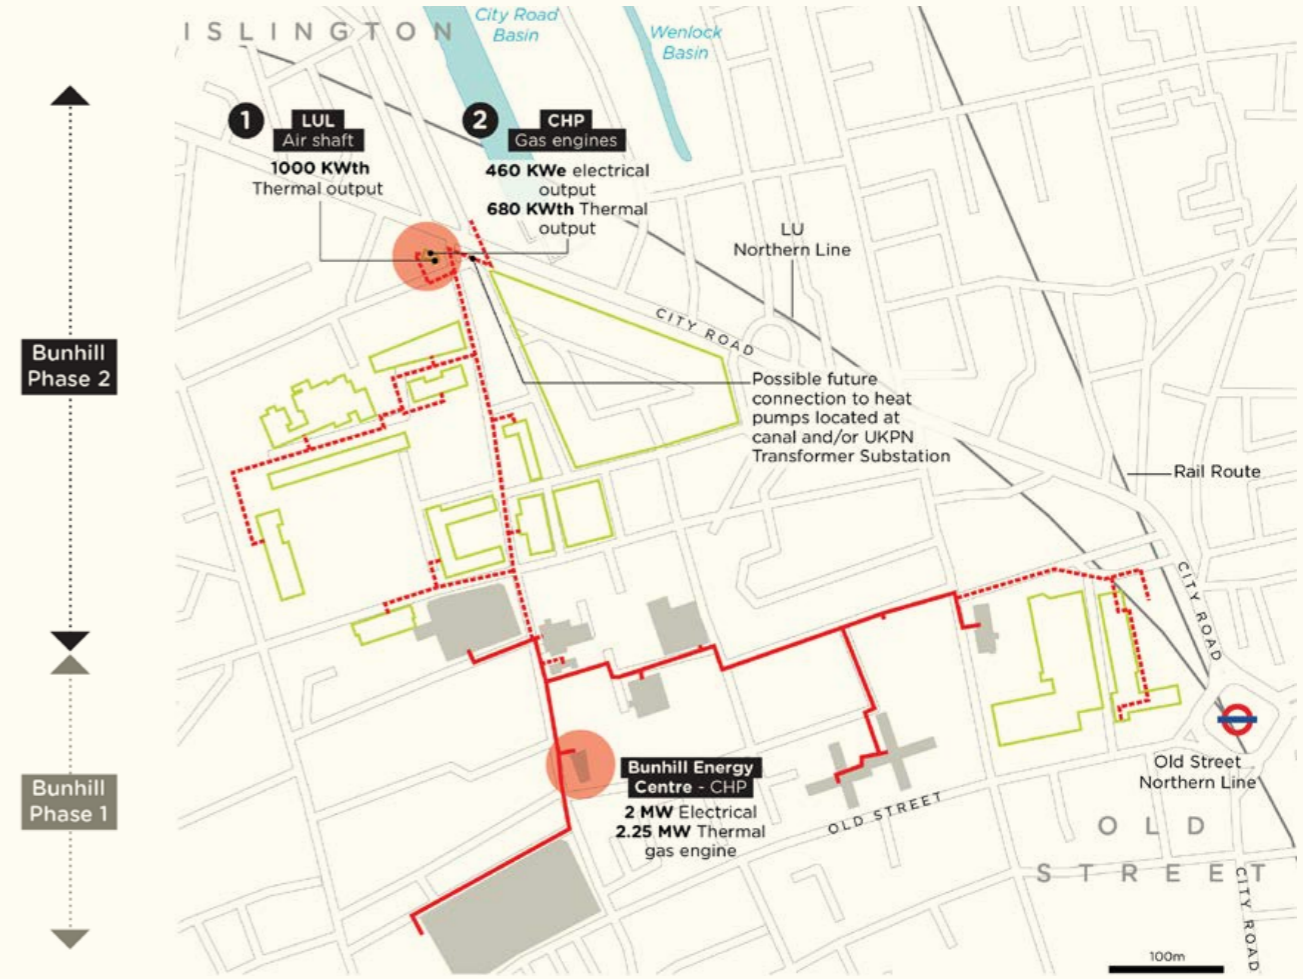 ISLINGTON
City Road
Basin
Wenlock
Basin
1
LUL
Air shaft
1000 KWth
Thermal output
2
CHP
Gas engines
460 KWe electrical
output
680 KWth Thermal
output
LU
Northern Line
CITY ROAD
Bunhill
Phase 2
Possible future
connection to heat
pumps located at
canal and/or UKPN
Transformer Substation
Rail Route
CITY ROAD
Old Street
Northern Line
Bunhill
Phase 1
Bunhill Energy
Centre - CHP
2 MW Electrical
2.25 MW Thermal
gas engine
OLD STREET
OLD
STREET
CITY ROAD
100m